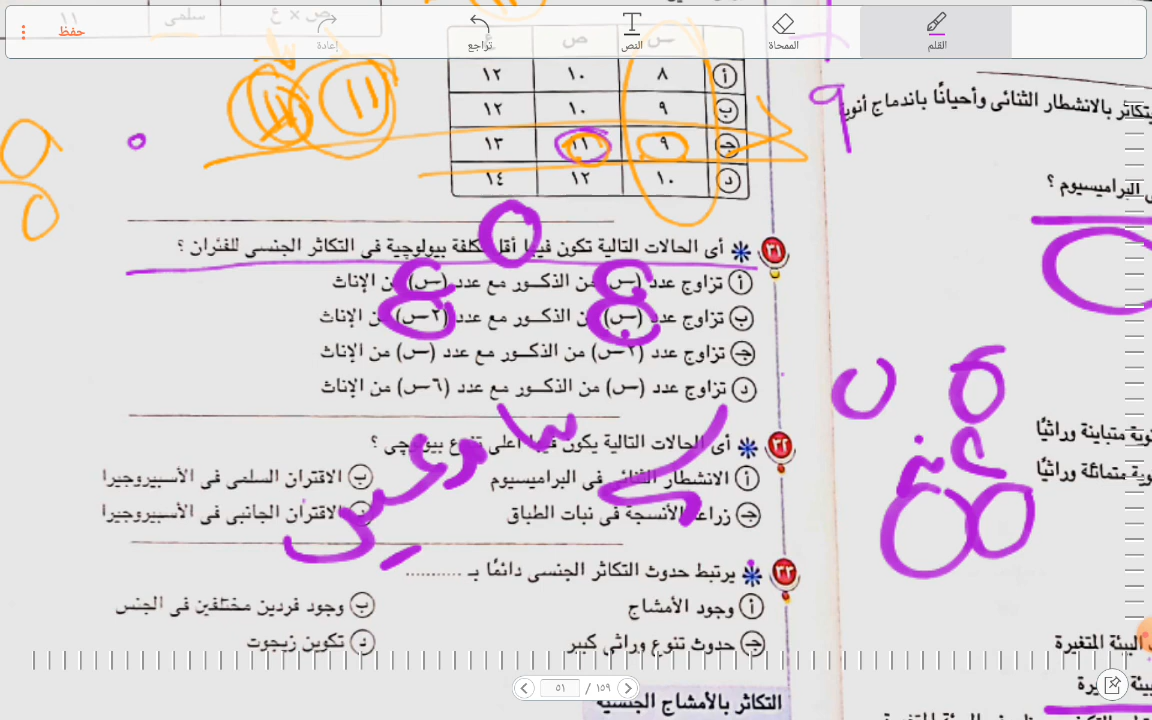 حفظ
إعادة
تراجع
النص
الممحاة
القلم
ص × ع
سلمى
١١
س ص ع
أ ٨ ١٠ ١٢
ب ٩ ١٠ ١٢
ج ٩ ١١ ١٣
د ١٠ ١٢ ١٤
٣١ أى الحالات التالية تكون فيها أقل تكلفة بيولوچية فى التكاثر الجنسى للفئران ؟
أ تزاوج عدد (س) من الذكور مع عدد (س) من الإناث
ب تزاوج عدد (س) من الذكور مع عدد (٢س) من الإناث
ج تزاوج عدد (٢س) من الذكور مع عدد (س) من الإناث
د تزاوج عدد (س) من الذكور مع عدد (٦س) من الإناث
٣٢ أى الحالات التالية يكون فيها أعلى تنوع بيولوچى ؟
أ الانشطار الثنائى فى البراميسيوم
ب الاقتران السلمى فى الأسبيروجيرا
ج زراعة الأنسجة فى نبات الطباق
د الاقتران الجانبى فى الأسبيروجيرا
٣٣ يرتبط حدوث التكاثر الجنسى دائمًا بـ ...........
أ وجود الأمشاج
ب وجود فردين مختلفين فى الجنس
ج حدوث تنوع وراثى كبير
د تكوين زيجوت
التكاثر بالأمشاج الجنسية
٥١ / ١٥٩
يتكاثر بالانشطار الثنائى وأحيانًا باندماج أنوية
البراميسيوم ؟
متباينة وراثيًا
متماثلة وراثيًا
البيئة المتغيرة